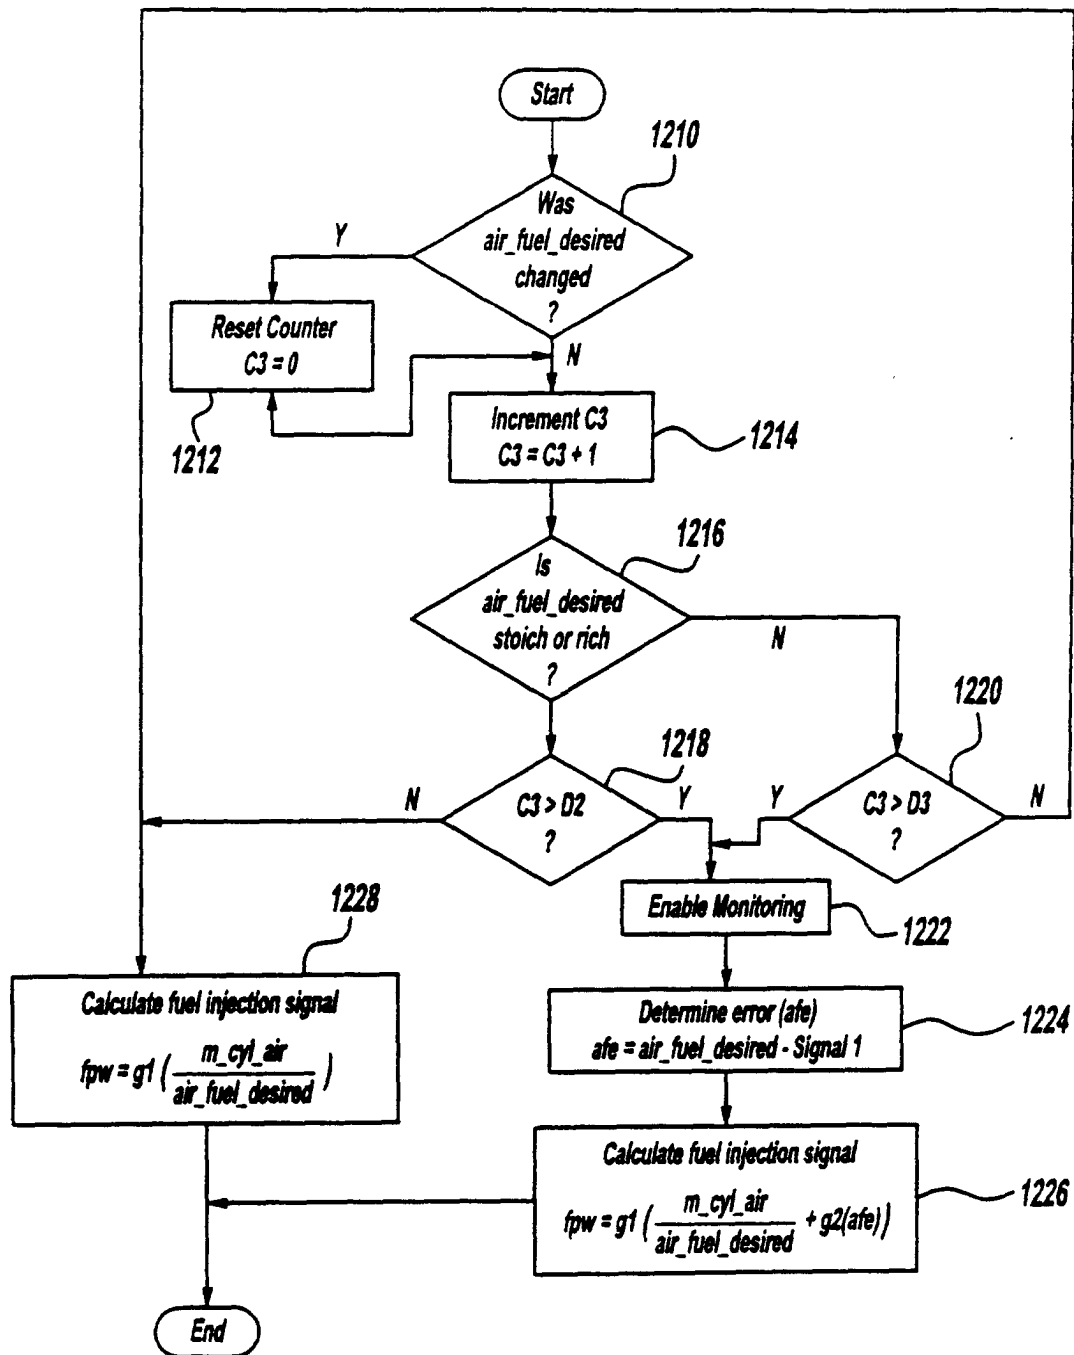 Start
1210
Was
air_fuel_desired
changed
?
Y
N
Reset Counter
C3 = 0
1212
Increment C3
C3 = C3 + 1
1214
1216
Is
air_fuel_desired
stoich or rich
?
N
1218
C3 > D2
?
N
Y
1220
C3 > D3
?
Y
N
Enable Monitoring
1222
1228
Calculate fuel injection signal
fpw = g1 ( m_cyl_air / air_fuel_desired )
Determine error (afe)
afe = air_fuel_desired - Signal 1
1224
Calculate fuel injection signal
fpw = g1 ( m_cyl_air / air_fuel_desired + g2(afe))
1226
End